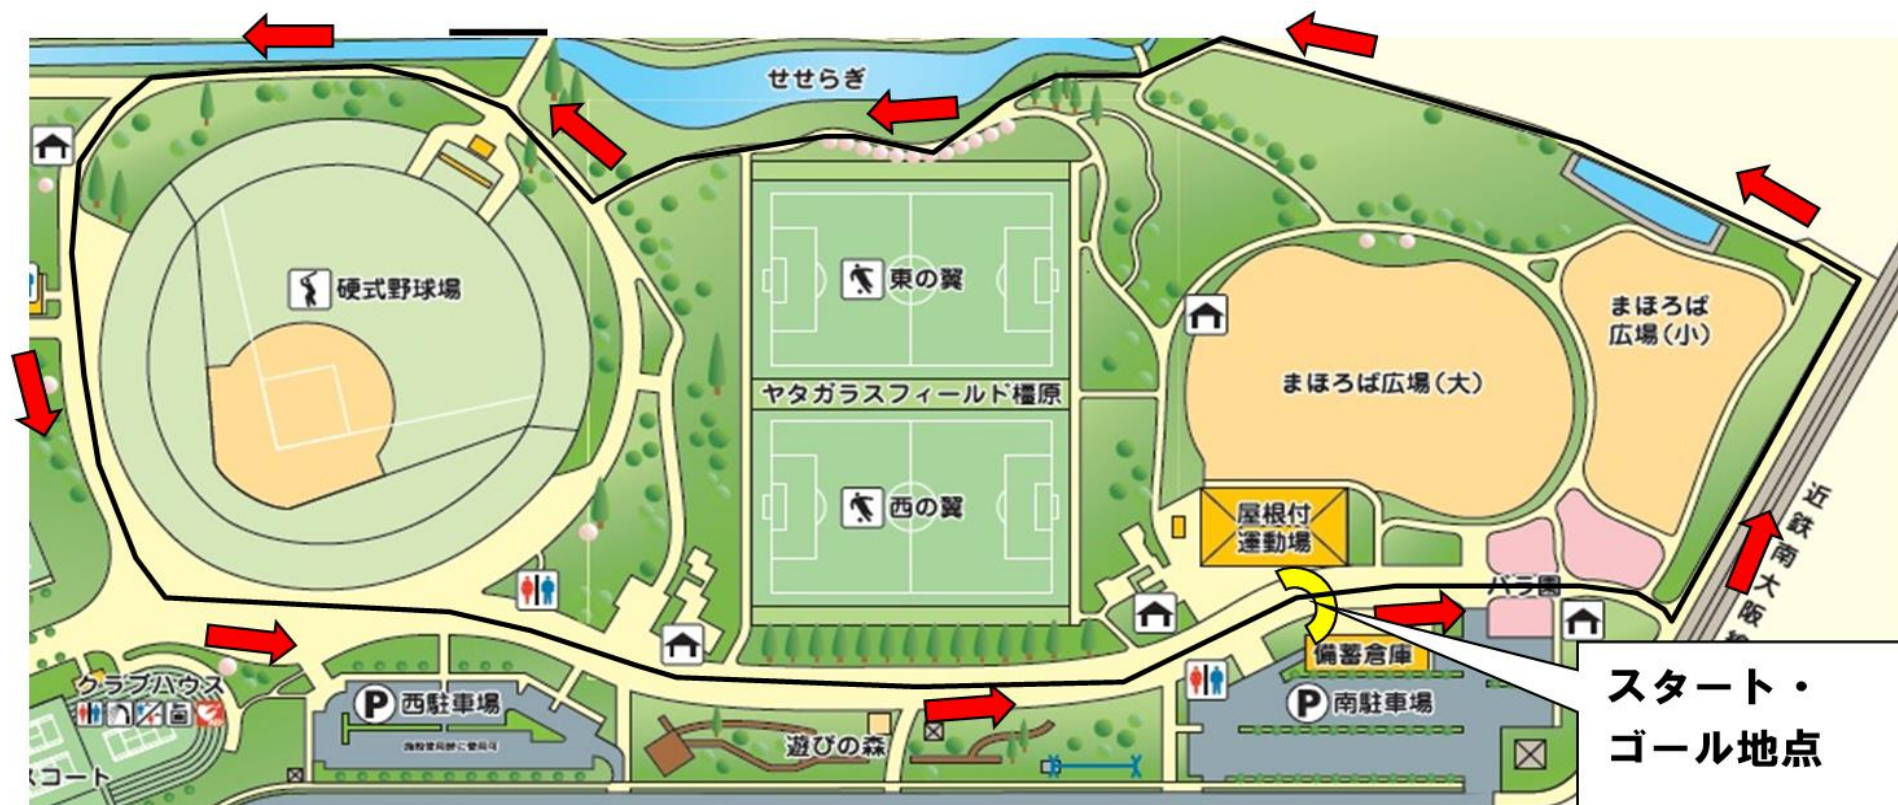 せせらぎ
硬式野球場
東の翼
まほろば
広場(小)
まほろば広場(大)
ヤタガラスフィールド橿原
西の翼
屋根付
運動場
近鉄南大阪線
バラ園
備蓄倉庫
スタート・
ゴール地点
クラブハウス
P 西駐車場
P 南駐車場
遊びの森
スコート